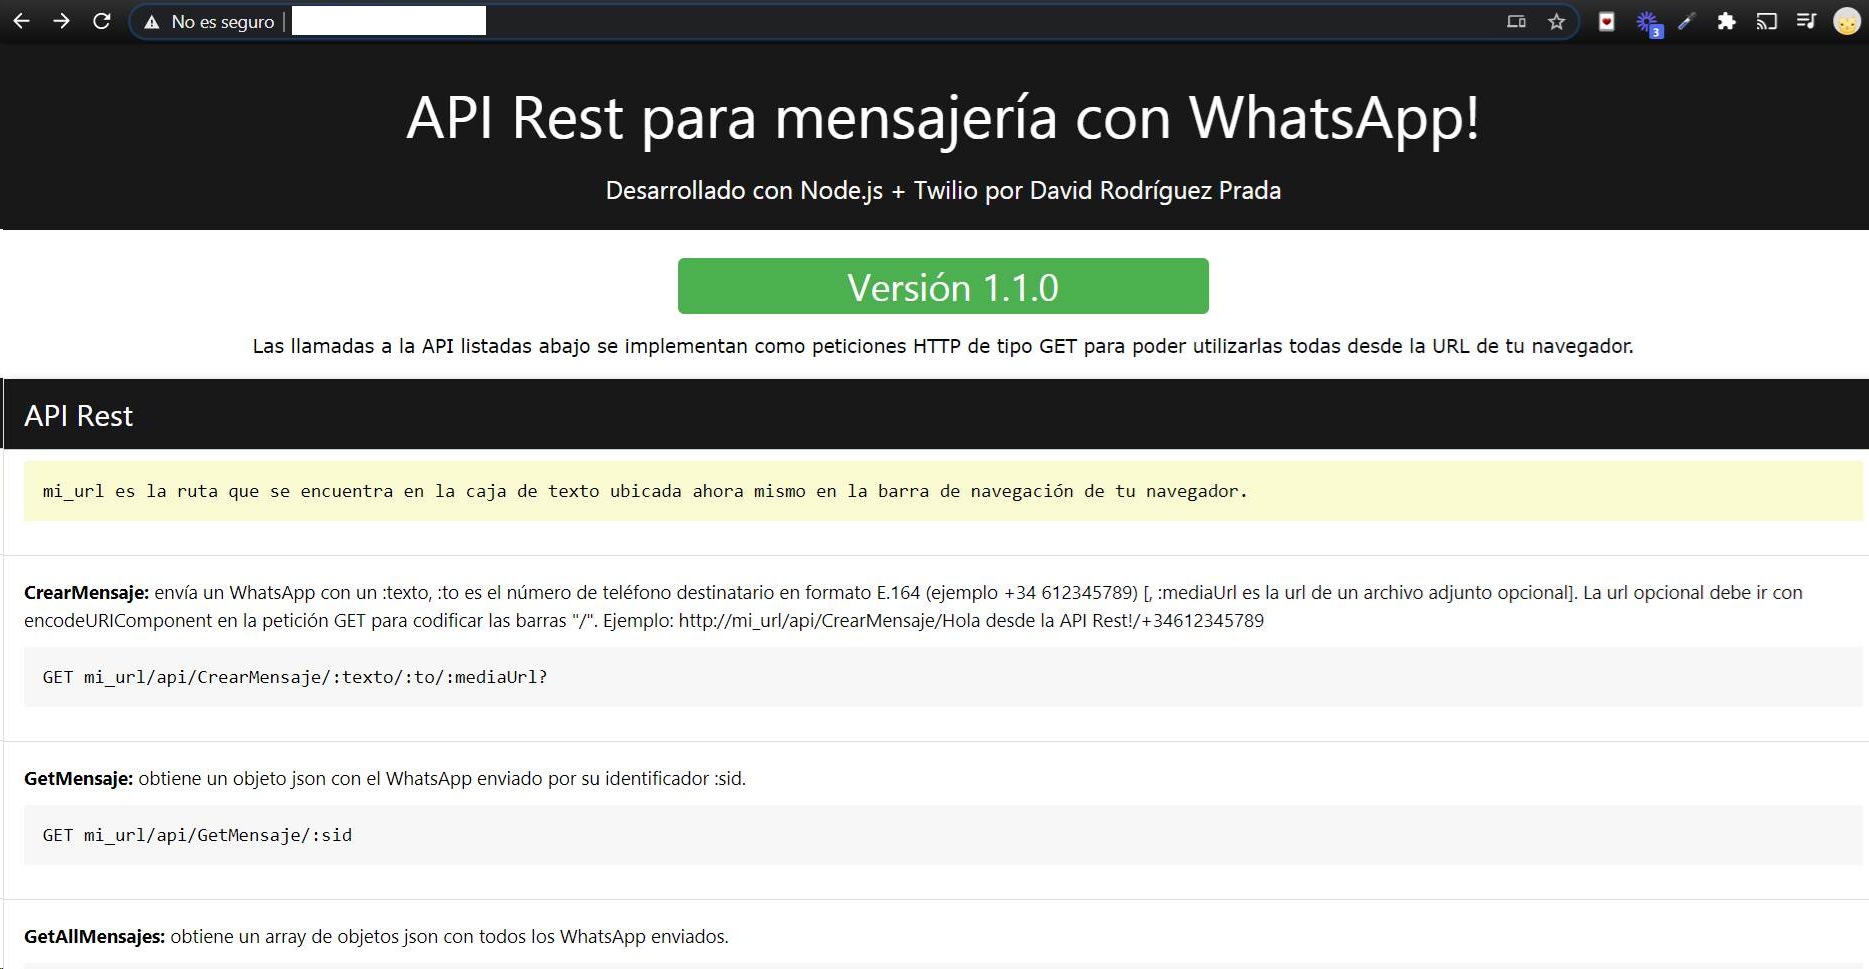 No es seguro
3
API Rest para mensajería con WhatsApp!
Desarrollado con Node.js + Twilio por David Rodríguez Prada
Versión 1.1.0
Las llamadas a la API listadas abajo se implementan como peticiones HTTP de tipo GET para poder utilizarlas todas desde la URL de tu navegador.
API Rest
mi_url es la ruta que se encuentra en la caja de texto ubicada ahora mismo en la barra de navegación de tu navegador.
CrearMensaje: envía un WhatsApp con un :texto, :to es el número de teléfono destinatario en formato E.164 (ejemplo +34 612345789) [, :mediaUrl es la url de un archivo adjunto opcional]. La url opcional debe ir con
encodeURIComponent en la petición GET para codificar las barras "/". Ejemplo: http://mi_url/api/CrearMensaje/Hola desde la API Rest!/+34612345789
GET mi_url/api/CrearMensaje/:texto/:to/:mediaUrl?
GetMensaje: obtiene un objeto json con el WhatsApp enviado por su identificador :sid.
GET mi_url/api/GetMensaje/:sid
GetAllMensajes: obtiene un array de objetos json con todos los WhatsApp enviados.